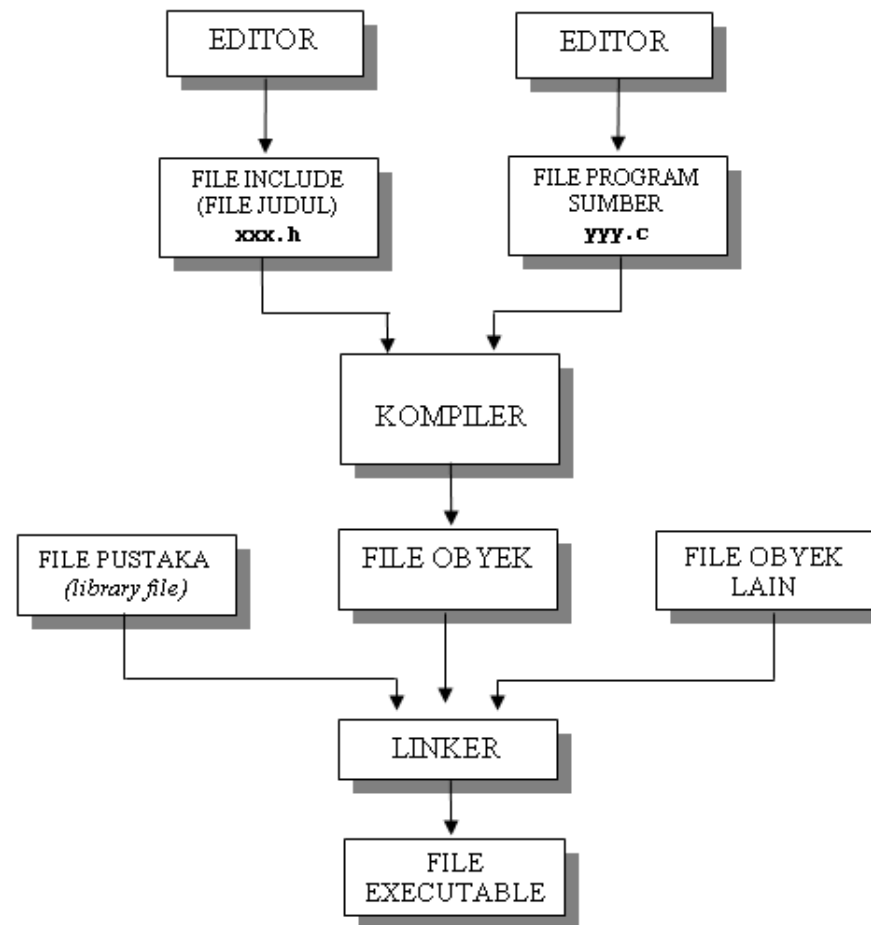 EDITOR
EDITOR
FILE INCLUDE
(FILE JUDUL)
xxx.h
FILE PROGRAM
SUMBER
yyy.c
KOMPILER
FILE PUSTAKA
(library file)
FILE OBYEK
FILE OBYEK
LAIN
LINKER
FILE
EXECUTABLE